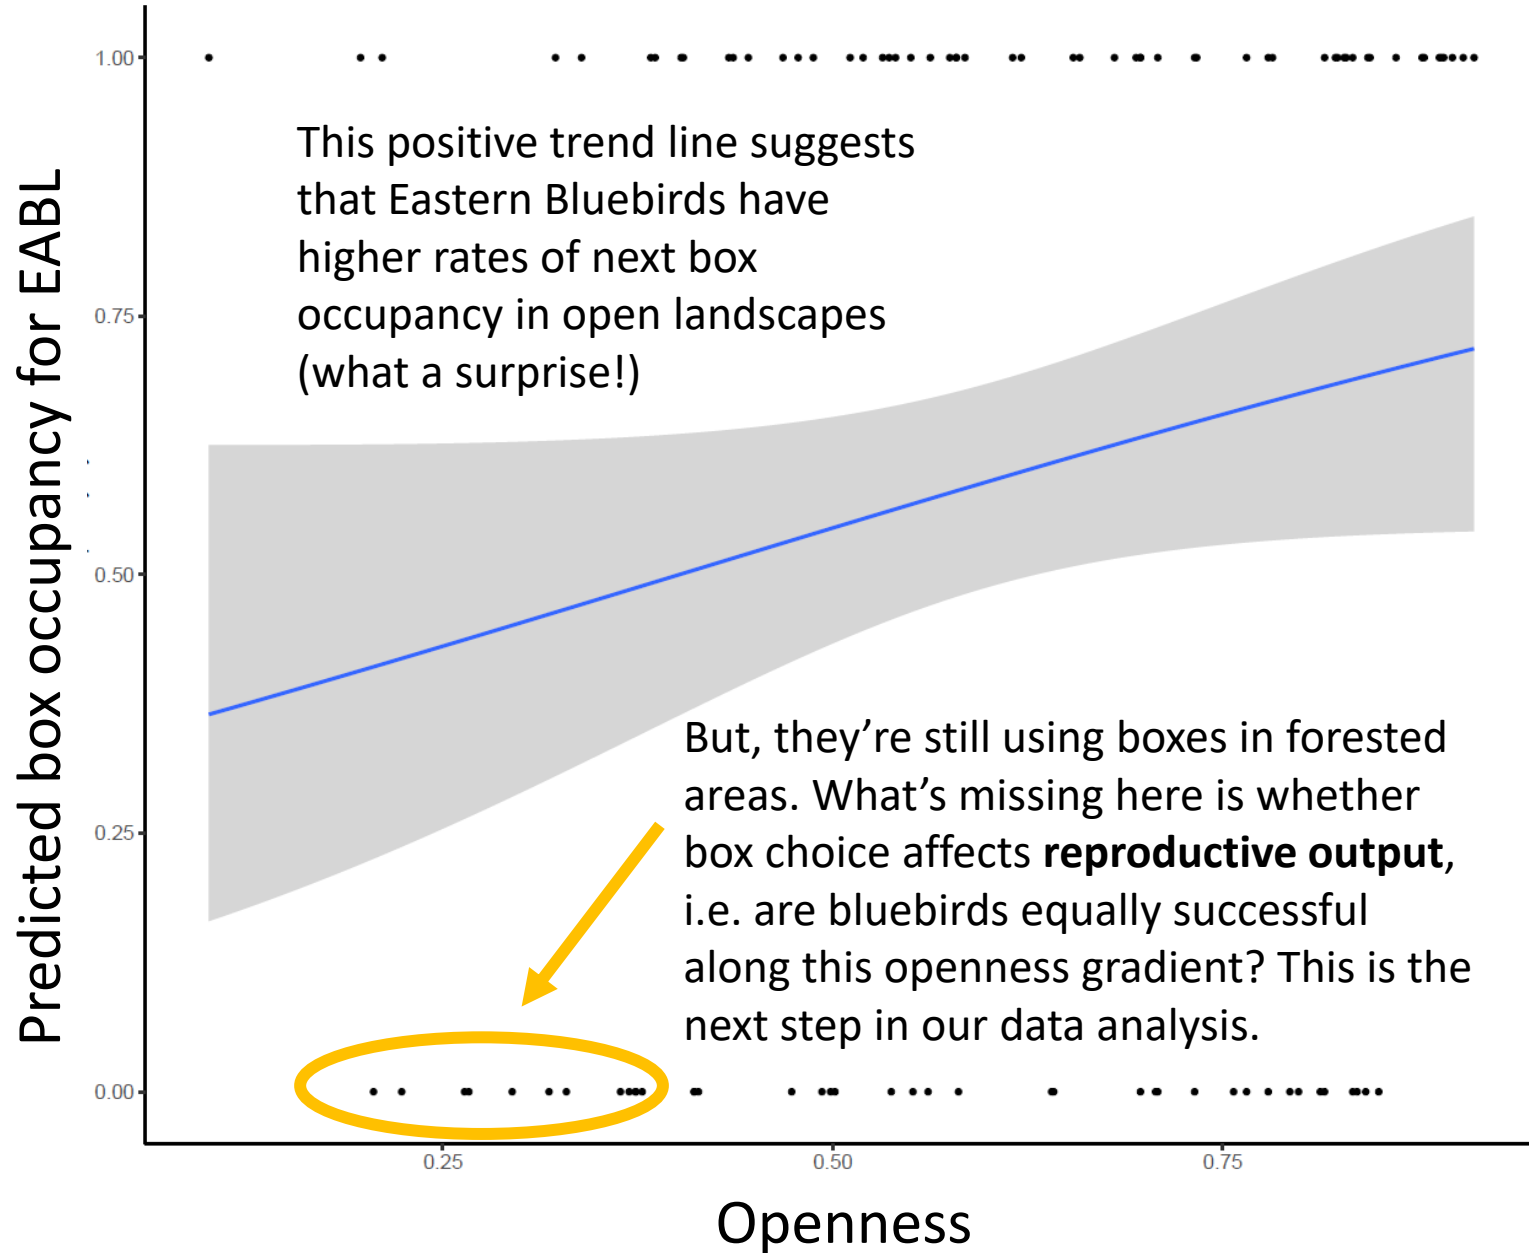 Predicted box occupancy for EABL
1.00
0.75
0.50
0.25
0.00
This positive trend line suggests
that Eastern Bluebirds have
higher rates of next box
occupancy in open landscapes
(what a surprise!)
But, they’re still using boxes in forested
areas. What’s missing here is whether
box choice affects reproductive output,
i.e. are bluebirds equally successful
along this openness gradient? This is the
next step in our data analysis.
0.25
0.50
0.75
Openness